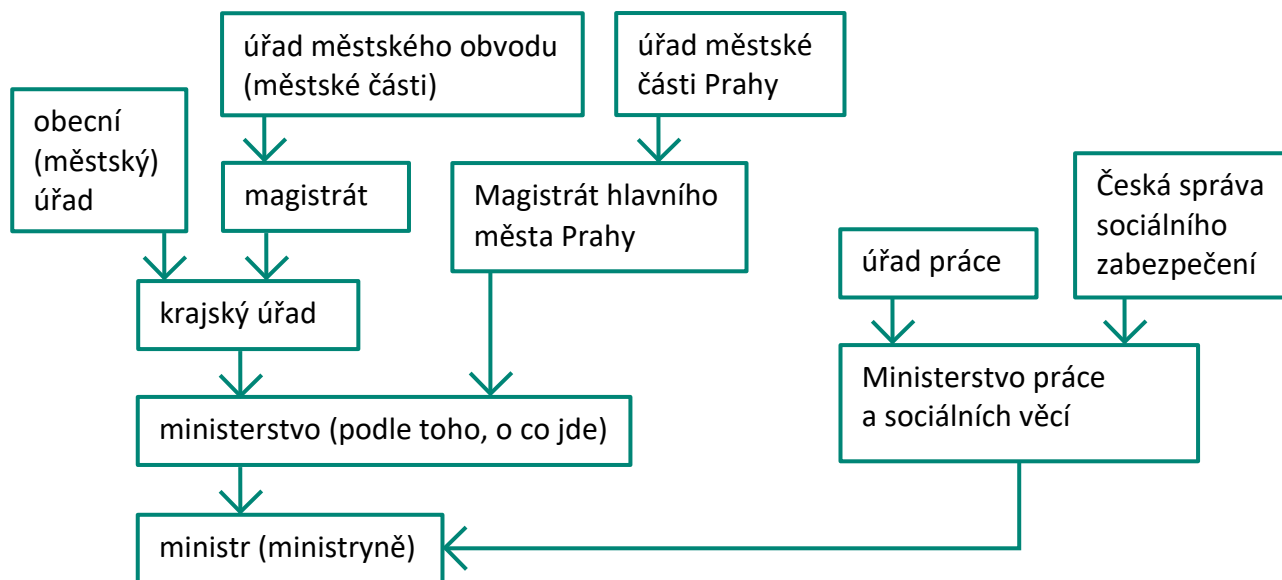 úřad městského obvodu
(městské části)
úřad městské
části Prahy
obecní
(městský)
úřad
magistrát
Magistrát hlavního
města Prahy
Česká správa
sociálního
zabezpečení
úřad práce
krajský úřad
Ministerstvo práce
a sociálních věcí
ministerstvo (podle toho, o co jde)
ministr (ministryně)